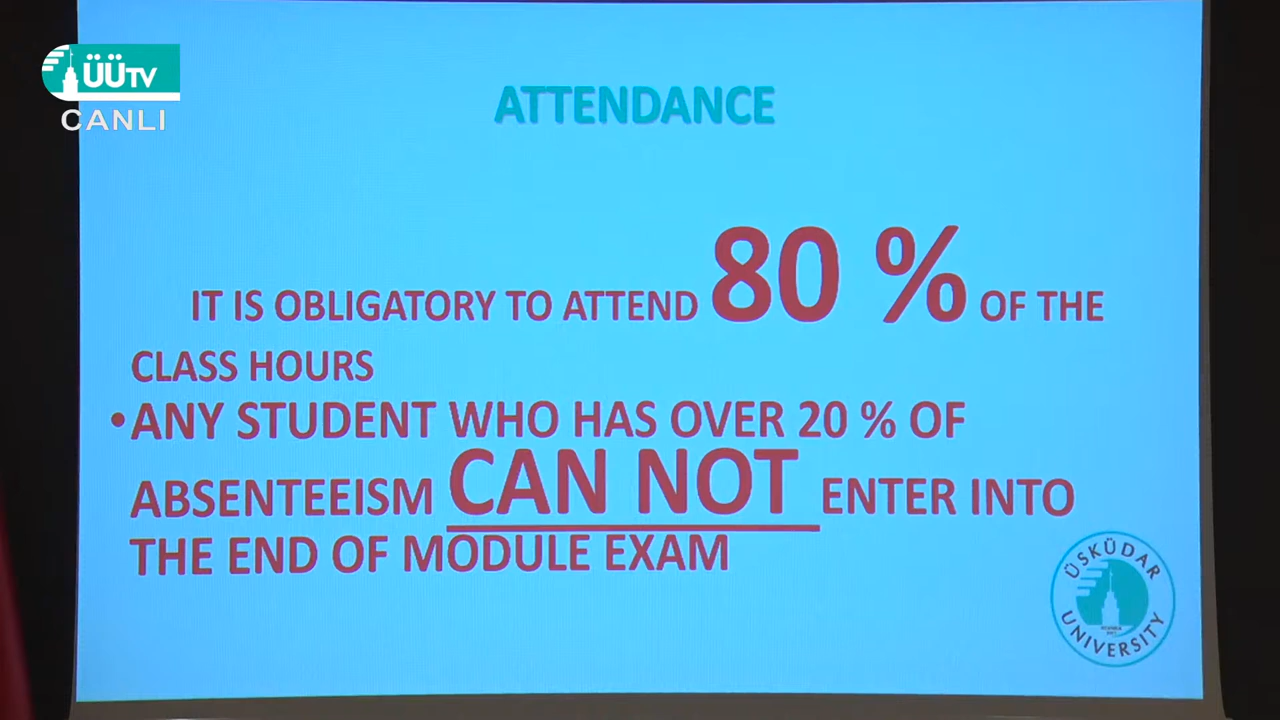 ÜÜTV
CANLI
ATTENDANCE
IT IS OBLIGATORY TO ATTEND 80 % OF THE
CLASS HOURS
•ANY STUDENT WHO HAS OVER 20 % OF
ABSENTEEISM CAN NOT ENTER INTO
THE END OF MODULE EXAM
ÜSKÜDAR
UNIVERSITY